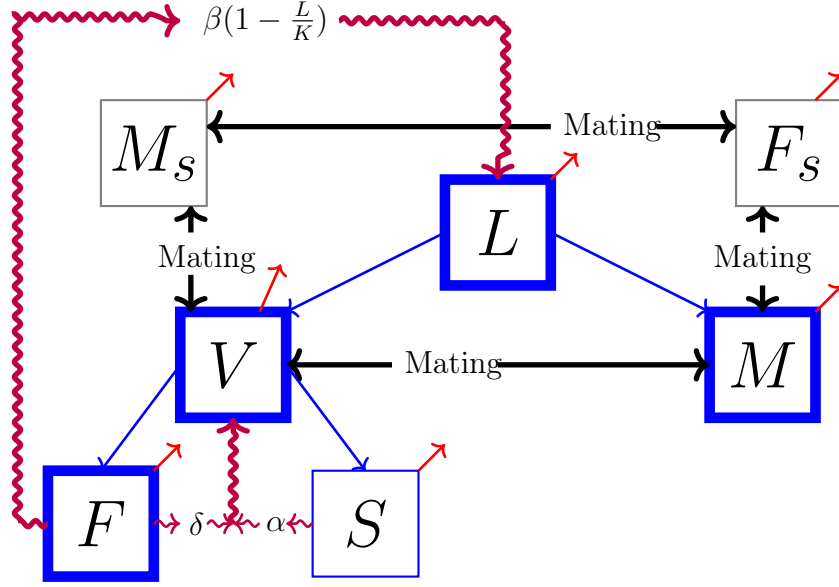 β(1 − L/K)
Mating
M_s
F_s
Mating
L
Mating
V
Mating
M
F
δ
α
S